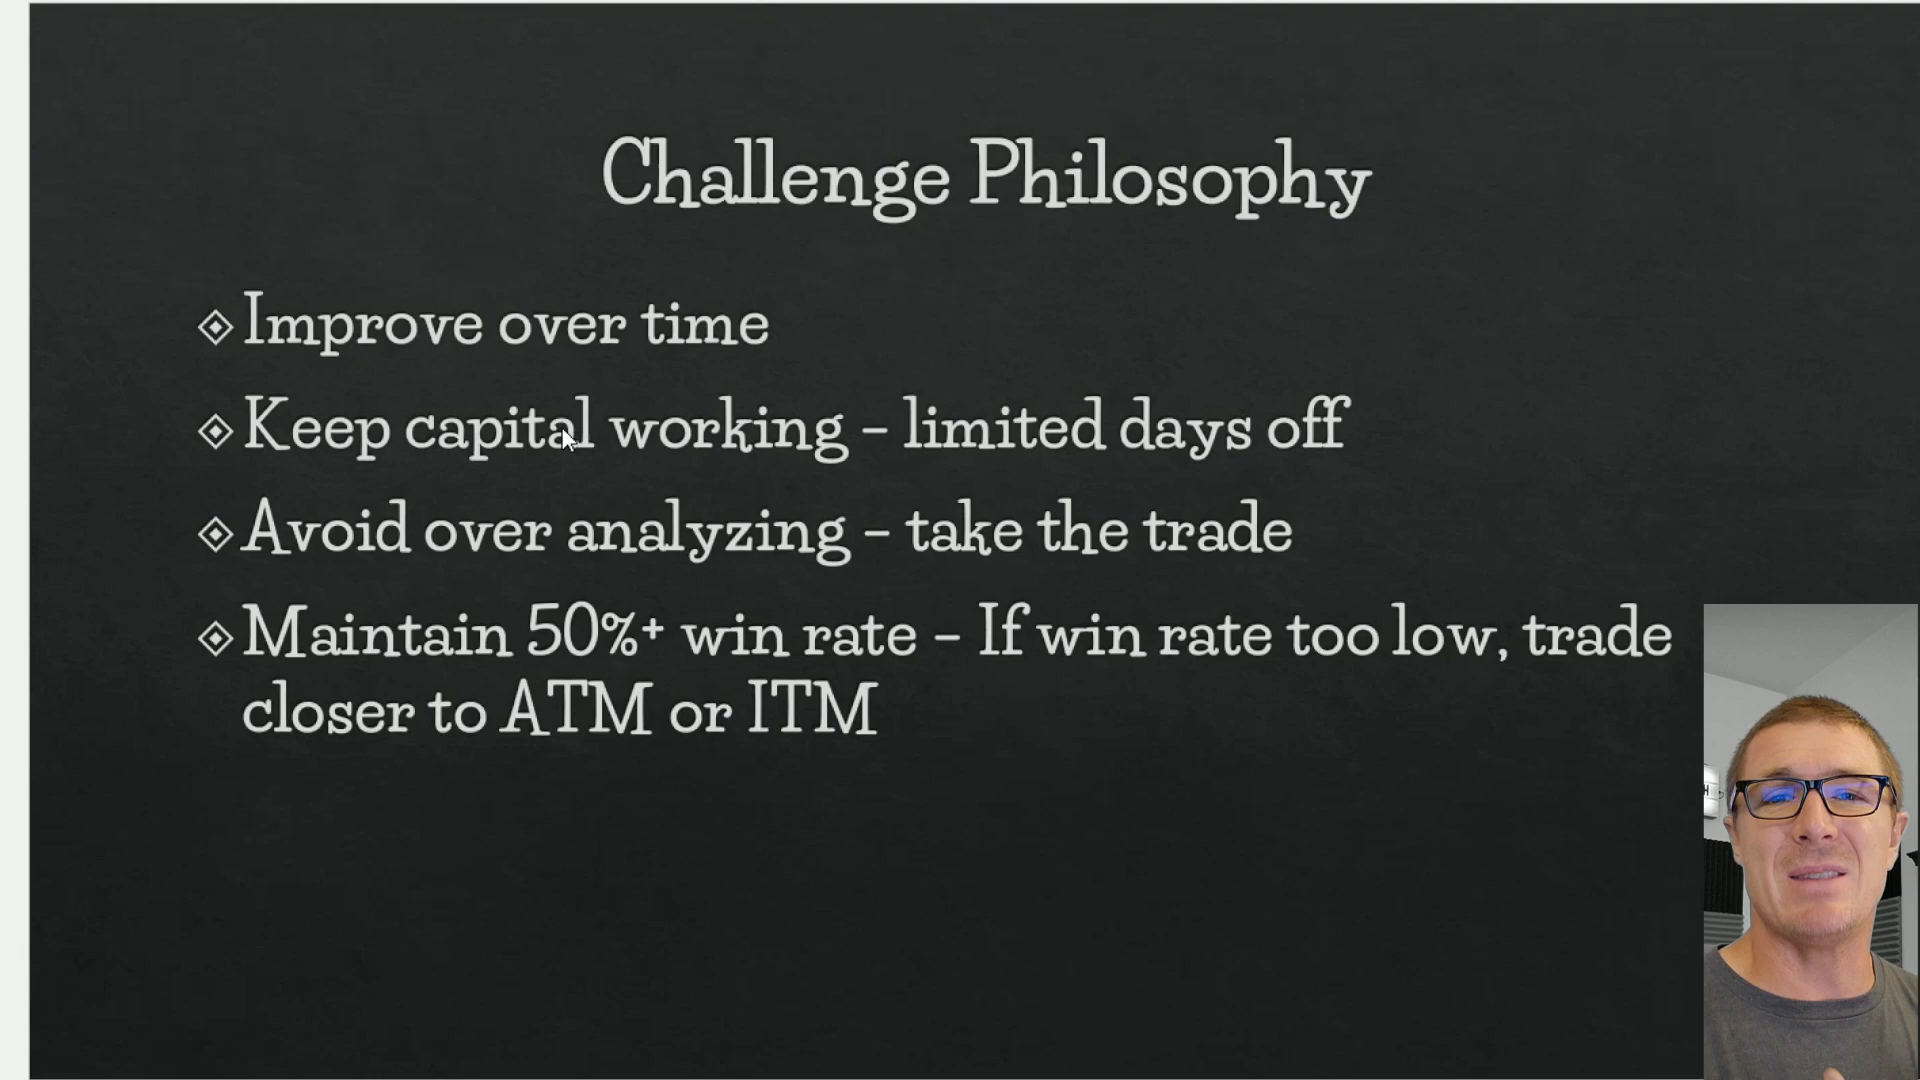 Challenge Philosophy
Improve over time
Keep capital working – limited days off
Avoid over analyzing – take the trade
Maintain 50%+ win rate – If win rate too low, trade
closer to ATM or ITM
H